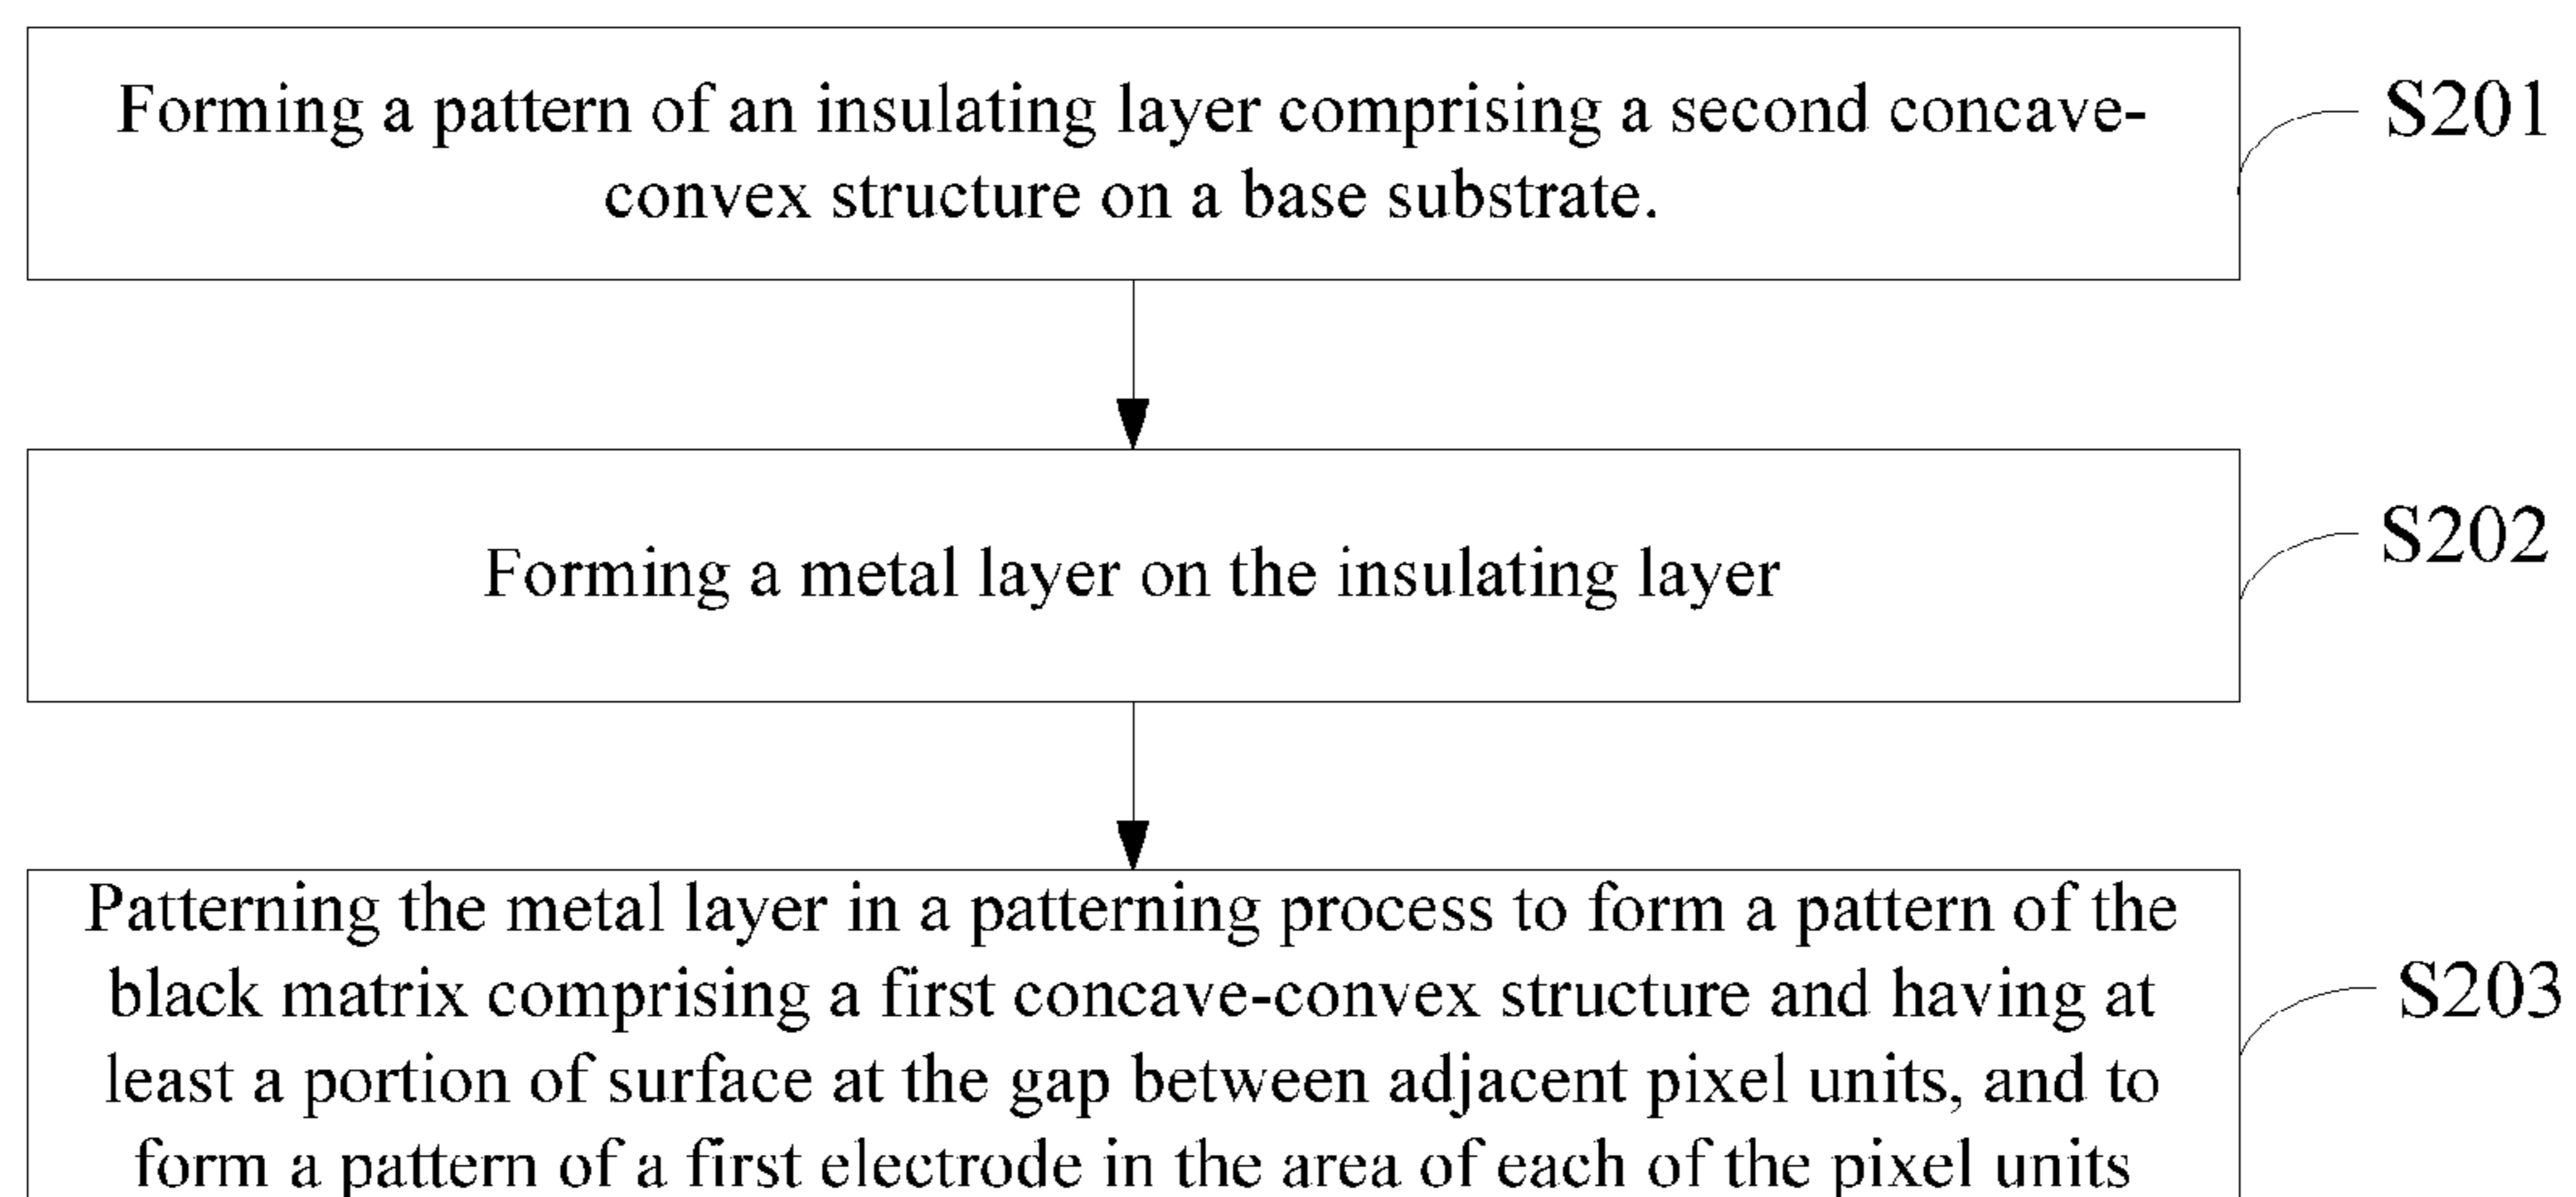 Forming a pattern of an insulating layer comprising a second concave-
convex structure on a base substrate.
S201
Forming a metal layer on the insulating layer
S202
Patterning the metal layer in a patterning process to form a pattern of the
black matrix comprising a first concave-convex structure and having at
least a portion of surface at the gap between adjacent pixel units, and to
form a pattern of a first electrode in the area of each of the pixel units
S203